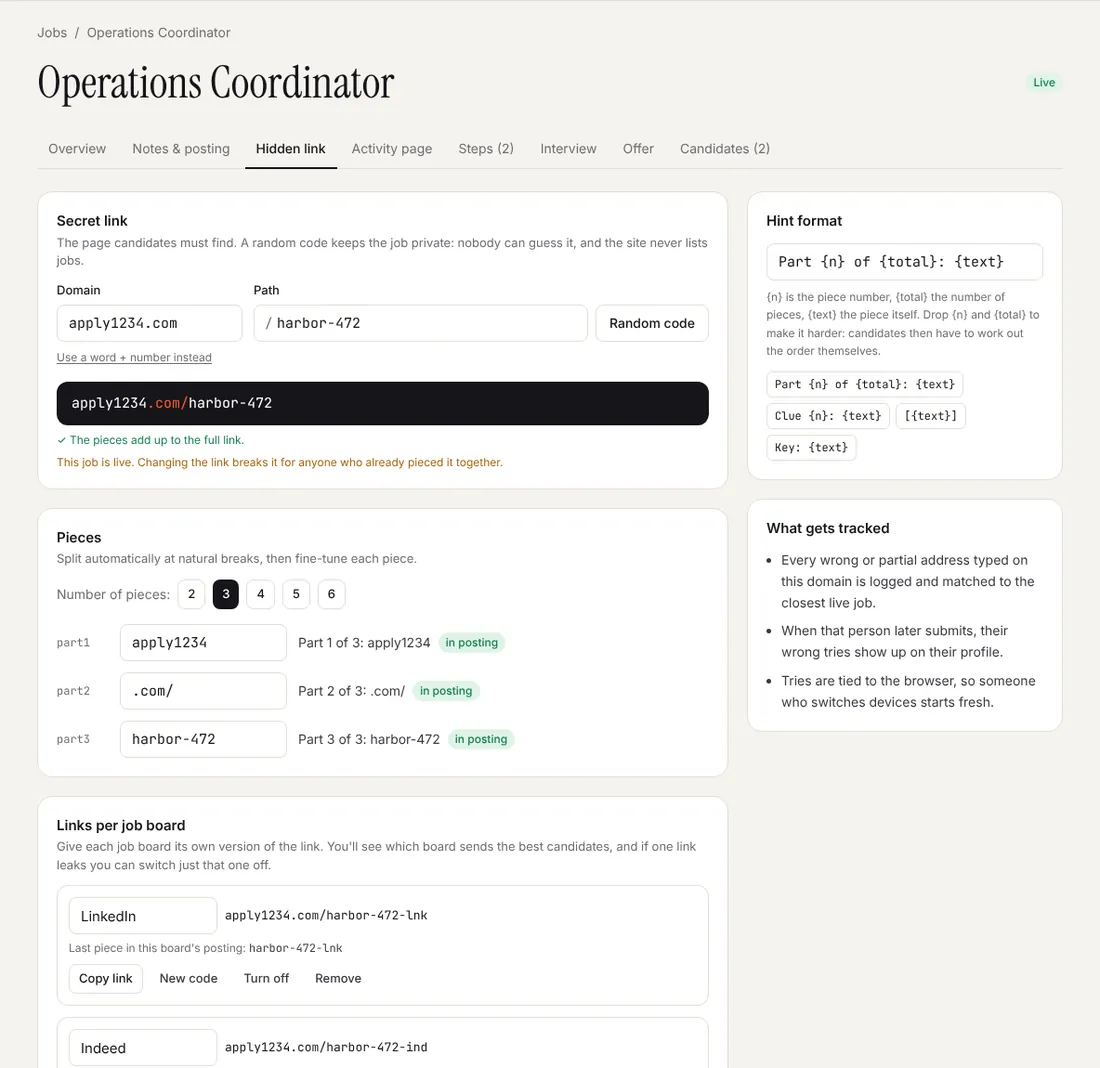 Jobs / Operations Coordinator
Operations Coordinator
Live
Overview Notes & posting Hidden link Activity page Steps (2) Interview Offer Candidates (2)
Secret link
The page candidates must find. A random code keeps the job private: nobody can guess it, and the site never lists
jobs.
Domain Path
apply1234.com / harbor-472 Random code
Use a word + number instead
apply1234.com/harbor-472
✓ The pieces add up to the full link.
This job is live. Changing the link breaks it for anyone who already pieced it together.
Pieces
Split automatically at natural breaks, then fine-tune each piece.
Number of pieces: 2 3 4 5 6
part1 apply1234 Part 1 of 3: apply1234 in posting
part2 .com/ Part 2 of 3: .com/ in posting
part3 harbor-472 Part 3 of 3: harbor-472 in posting
Links per job board
Give each job board its own version of the link. You'll see which board sends the best candidates, and if one link
leaks you can switch just that one off.
LinkedIn apply1234.com/harbor-472-lnk
Last piece in this board's posting: harbor-472-lnk
Copy link New code Turn off Remove
Indeed apply1234.com/harbor-472-ind
Hint format
Part {n} of {total}: {text}
{n} is the piece number, {total} the number of
pieces, {text} the piece itself. Drop {n} and {total} to
make it harder: candidates then have to work out
the order themselves.
Part {n} of {total}: {text}
Clue {n}: {text} [{text}]
Key: {text}
What gets tracked
• Every wrong or partial address typed on
this domain is logged and matched to the
closest live job.
• When that person later submits, their
wrong tries show up on their profile.
• Tries are tied to the browser, so someone
who switches devices starts fresh.